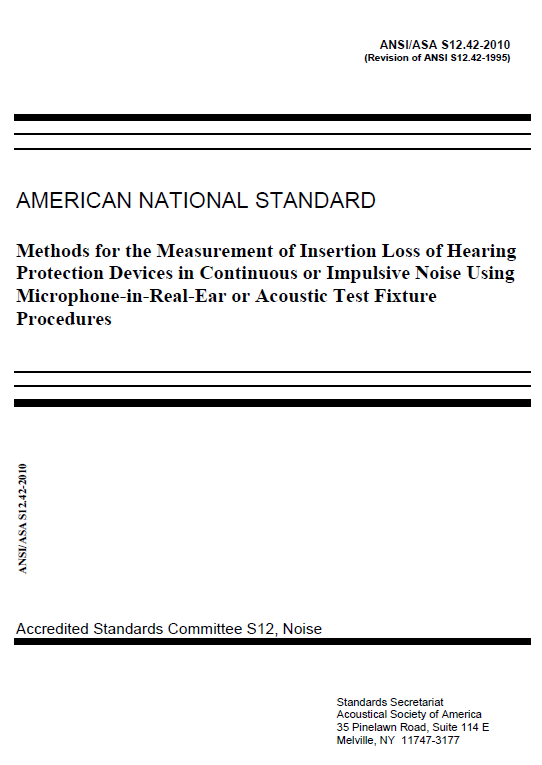 ANSI/ASA S12.42-2010
(Revision of ANSI S12.42-1995)
AMERICAN NATIONAL STANDARD
Methods for the Measurement of Insertion Loss of Hearing
Protection Devices in Continuous or Impulsive Noise Using
Microphone-in-Real-Ear or Acoustic Test Fixture
Procedures
ANSI/ASA S12.42-2010
Accredited Standards Committee S12, Noise
Standards Secretariat
Acoustical Society of America
35 Pinelawn Road, Suite 114 E
Melville, NY  11747-3177